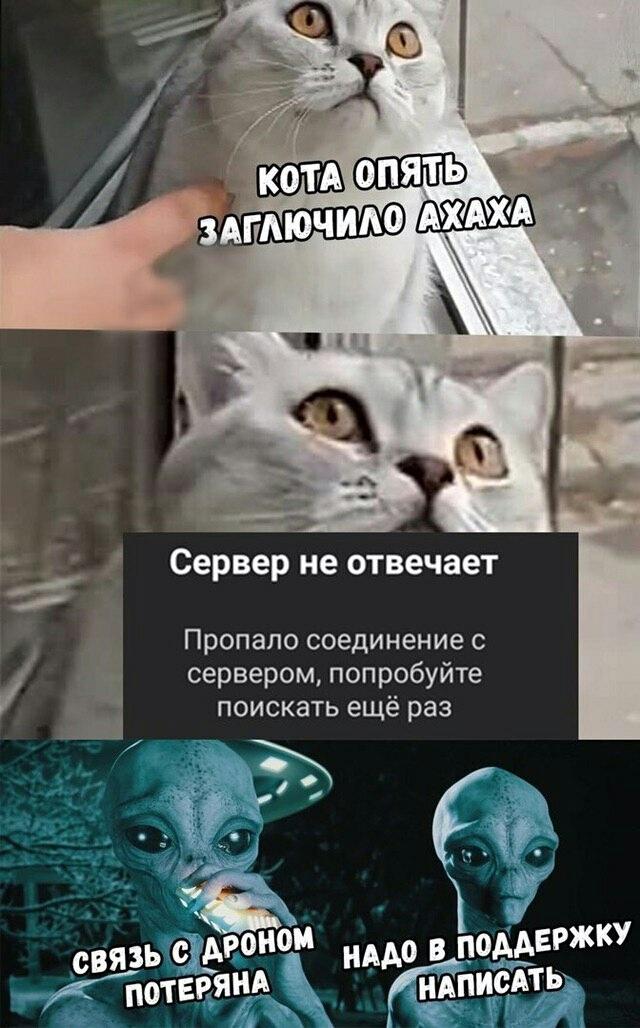 КОТА ОПЯТЬ
ЗАГЛЮЧИЛО АХАХА
Сервер не отвечает
Пропало соединение с
сервером, попробуйте
поискать ещё раз
СВЯЗЬ С ДРОНОМ
ПОТЕРЯНА
НАДО В ПОДДЕРЖКУ
НАПИСАТЬ